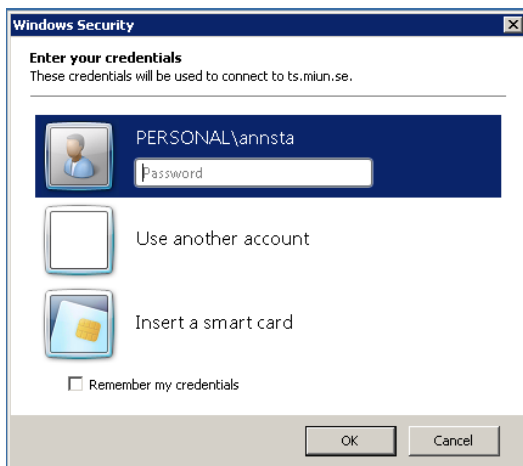 Windows Security
Enter your credentials
These credentials will be used to connect to ts.miun.se.
PERSONAL\annsta
Password
Use another account
Insert a smart card
Remember my credentials
OK
Cancel